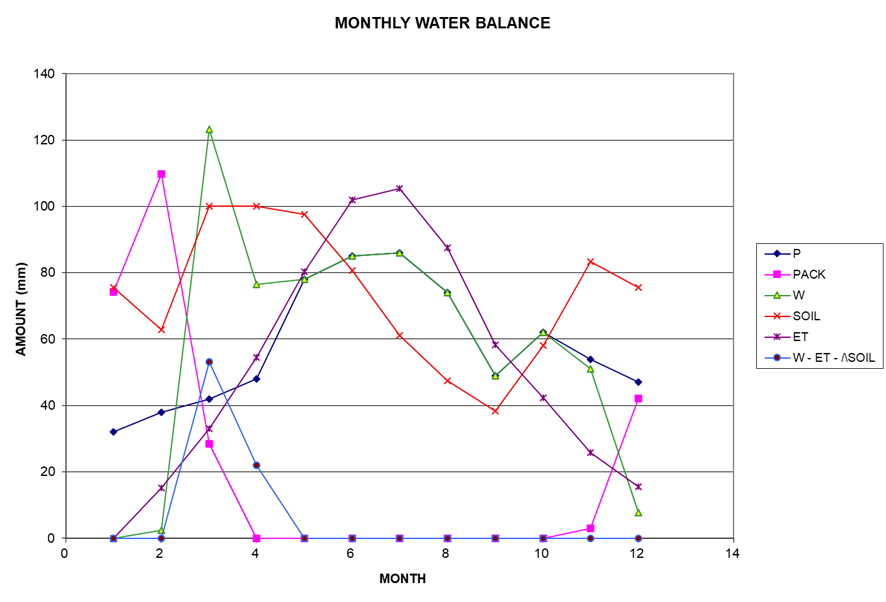 MONTHLY WATER BALANCE
140
120
100
80
60
40
20
0
0 2 4 6 8 10 12 14
AMOUNT (mm)
MONTH
P
PACK
W
SOIL
ET
W - ET - /\SOIL